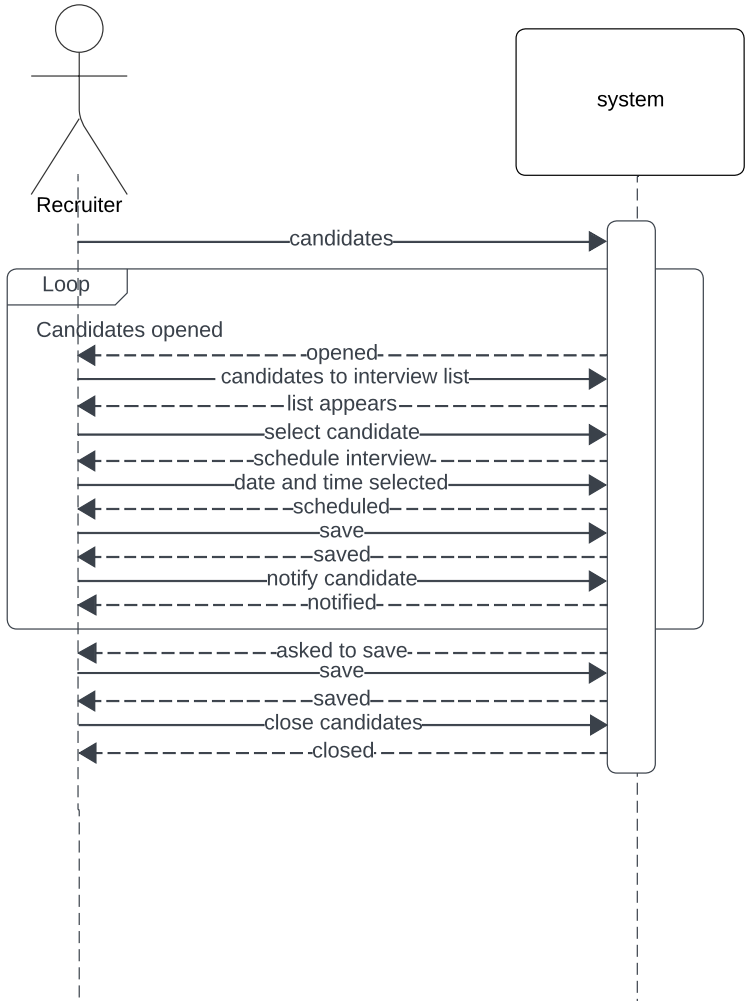 system
Recruiter
candidates
Loop
Candidates opened
opened
candidates to interview list
list appears
select candidate
schedule interview
date and time selected
scheduled
save
saved
notify candidate
notified
asked to save
save
saved
close candidates
closed